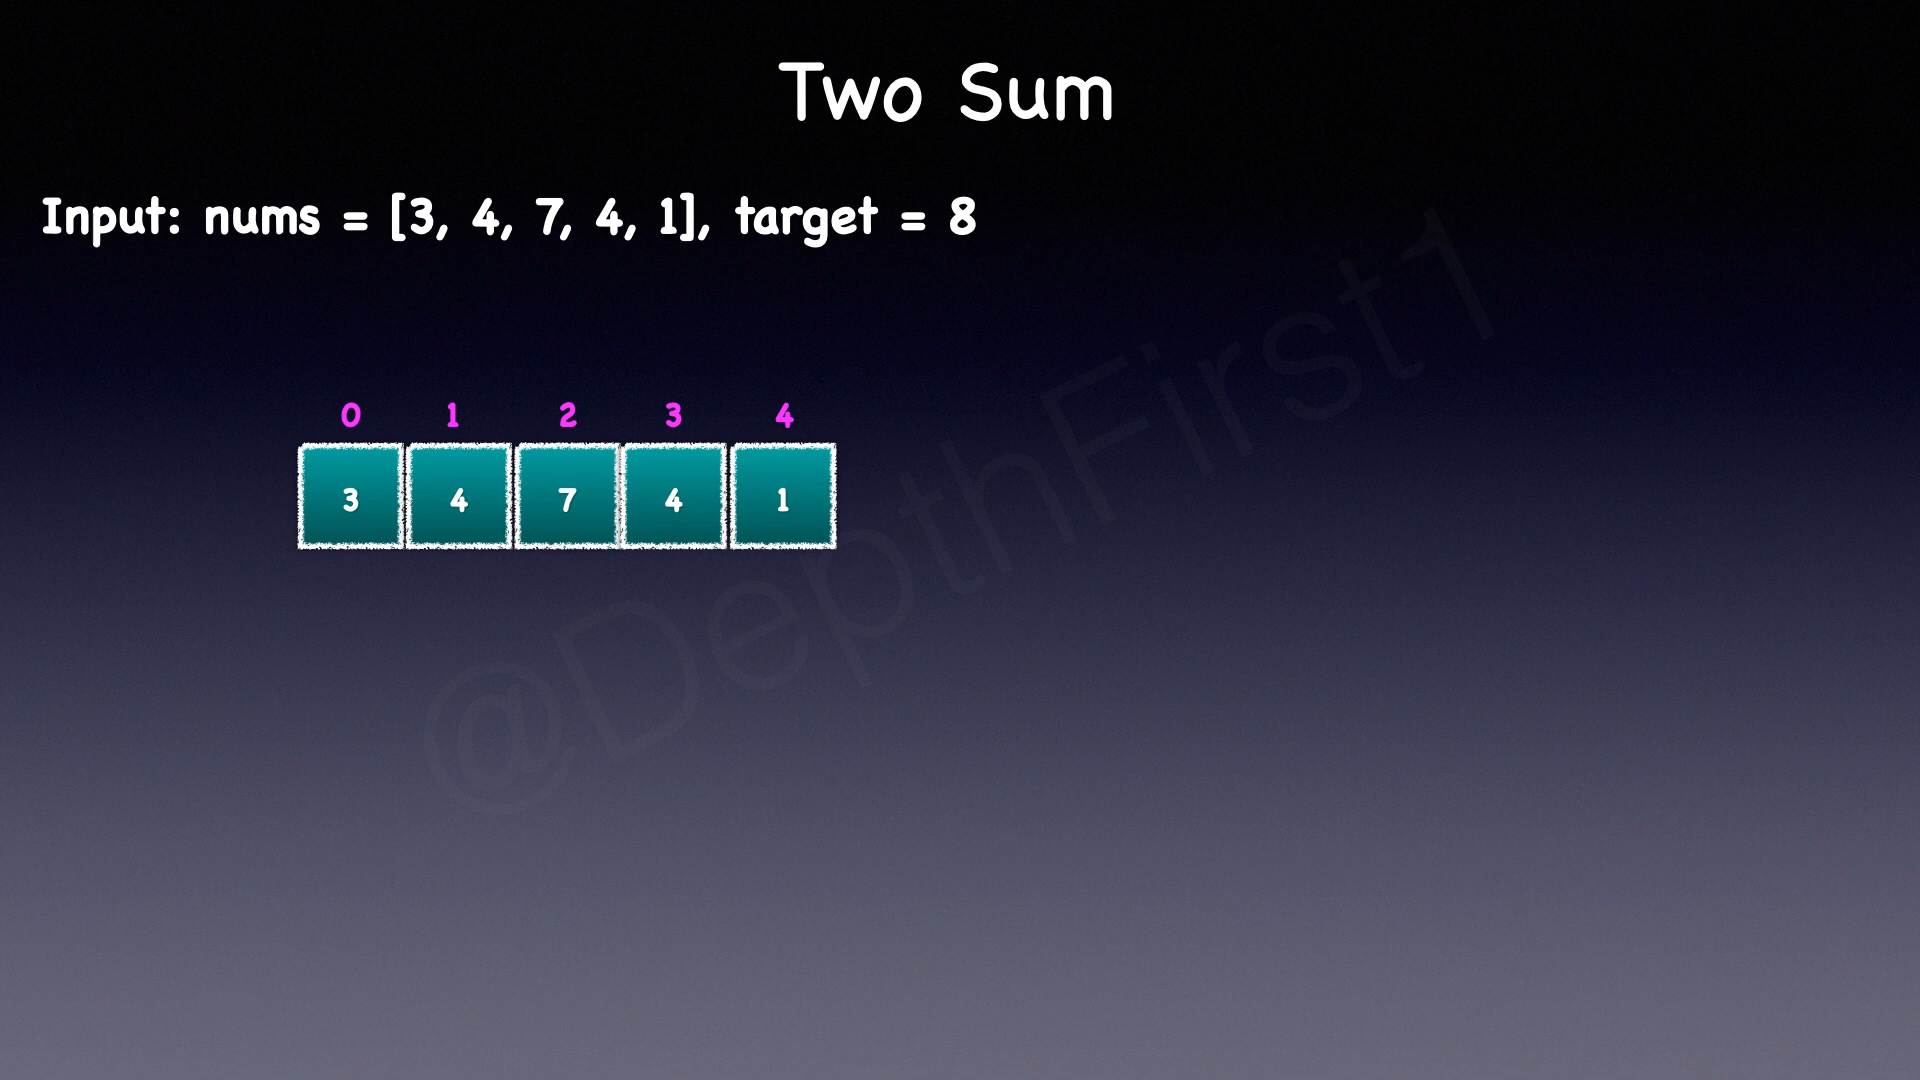 Two Sum
Input: nums = [3, 4, 7, 4, 1], target = 8
0 1 2 3 4
3 4 7 4 1
@DepthFirst1